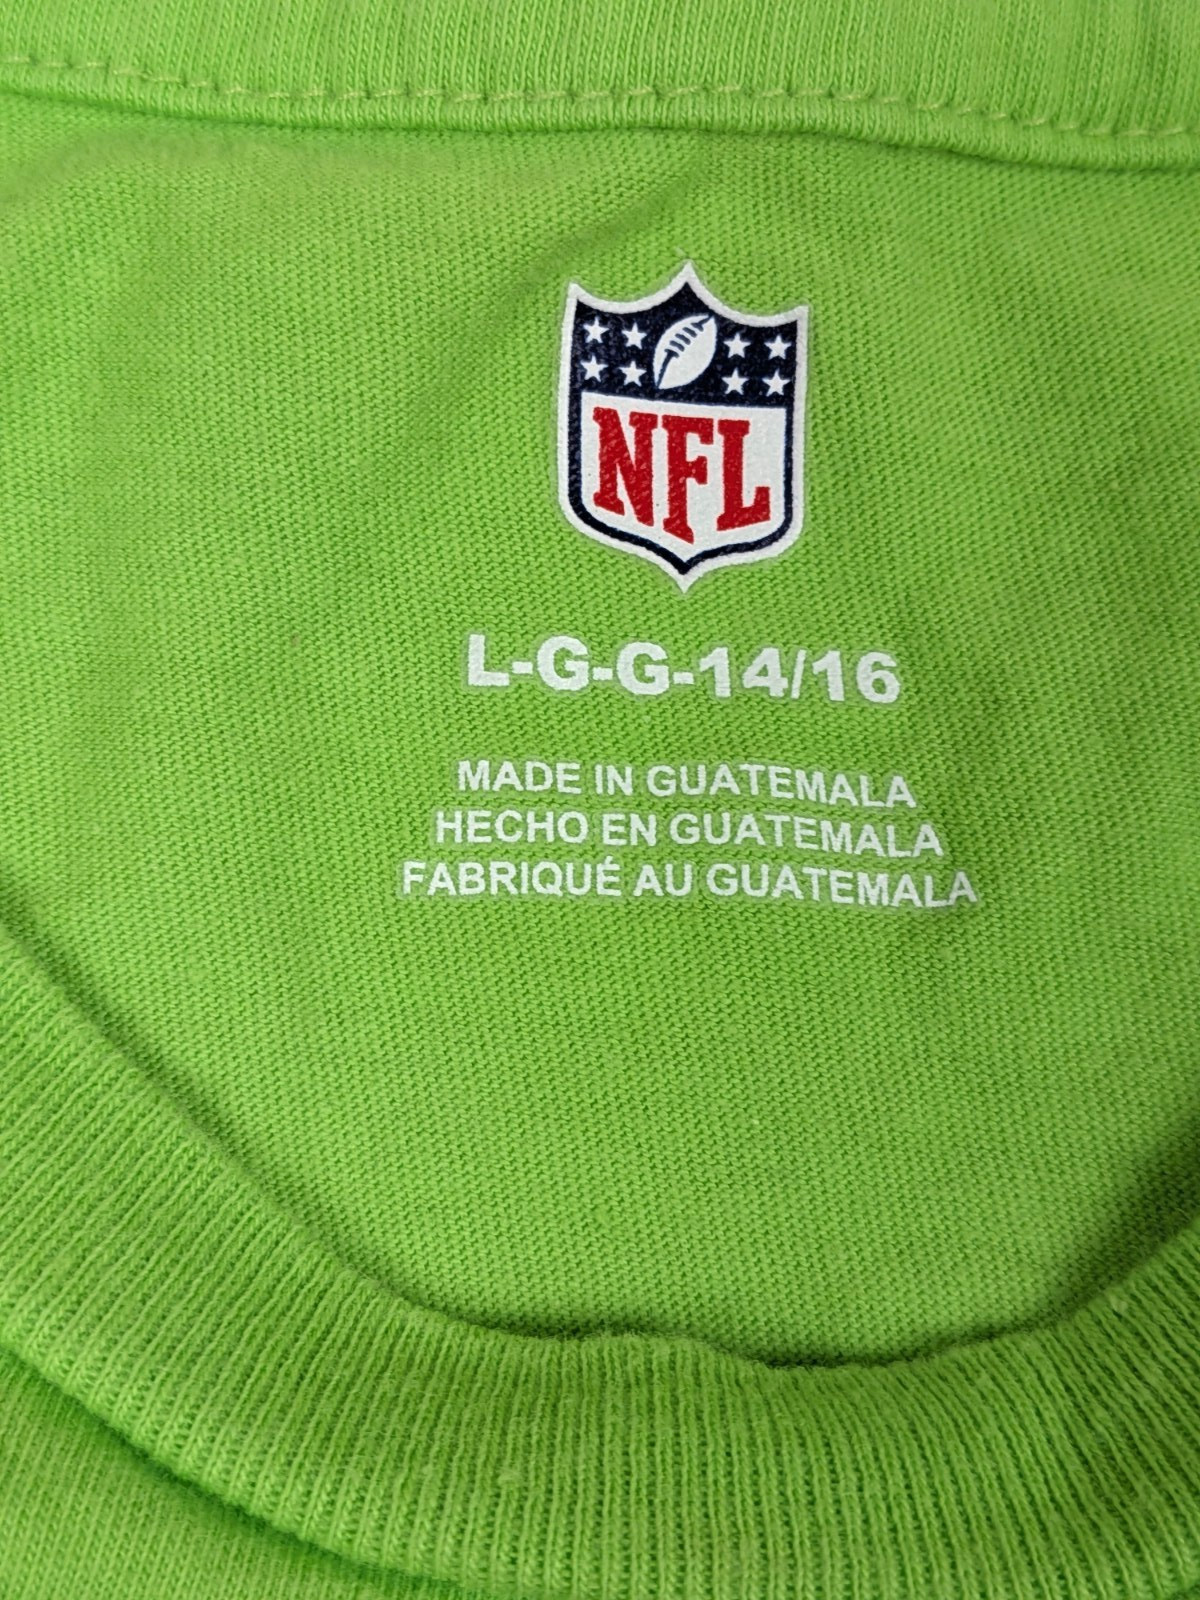 NFL
L-G-G-14/16
MADE IN GUATEMALA
HECHO EN GUATEMALA
FABRIQUÉ AU GUATEMALA